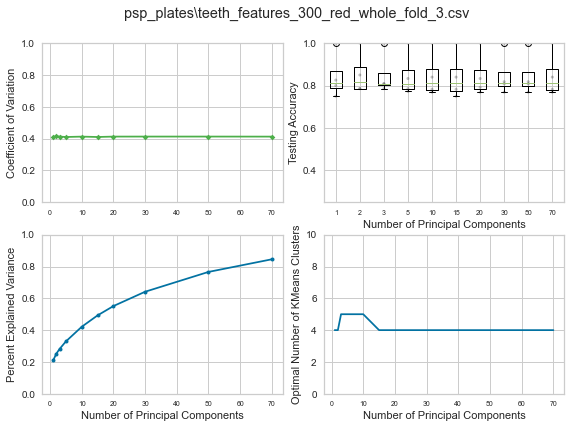 psp_plates\teeth_features_300_red_whole_fold_3.csv
Coefficient of Variation
1.0
0.8
0.6
0.4
0.2
0.0
0 10 20 30 40 50 60 70
Testing Accuracy
1.0
0.8
0.6
0.4
1 2 3 5 10 15 20 30 50 70
Number of Principal Components
Percent Explained Variance
1.0
0.8
0.6
0.4
0.2
0.0
0 10 20 30 40 50 60 70
Number of Principal Components
Optimal Number of KMeans Clusters
10
8
6
4
2
0
0 10 20 30 40 50 60 70
Number of Principal Components